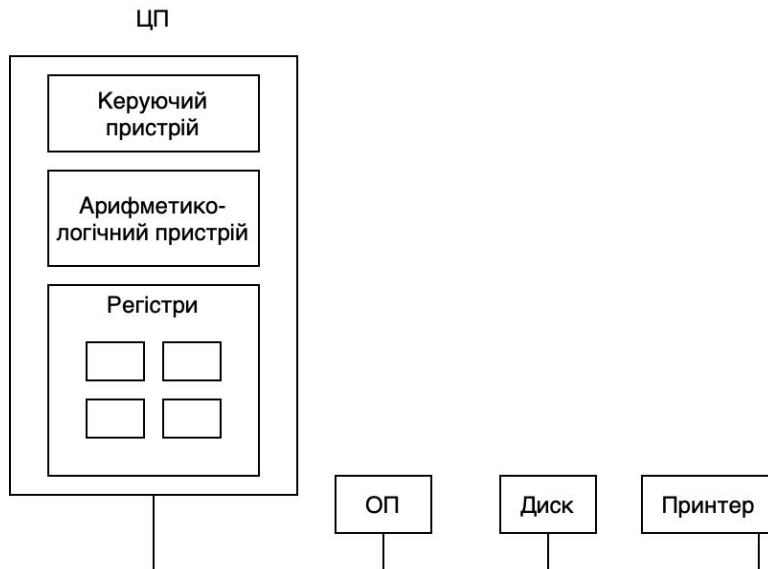 ЦП
Керуючий
пристрій
Арифметико-
логічний пристрій
Регістри
ОП
Диск
Принтер